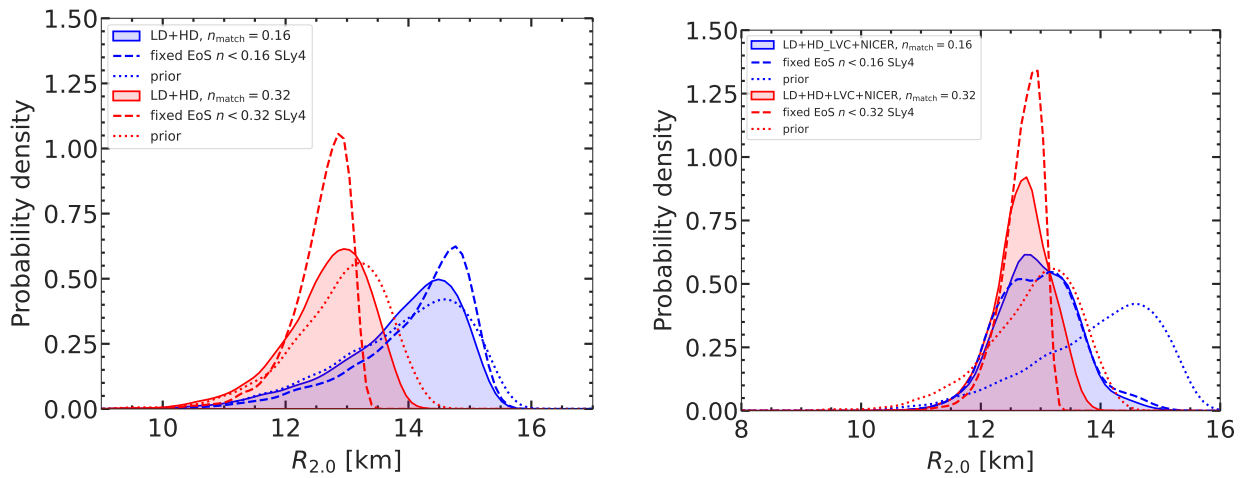 1.50
1.25
1.00
0.75
0.50
0.25
0.00
Probability density
LD+HD, n_match = 0.16
fixed EoS n < 0.16 SLy4
prior
LD+HD, n_match = 0.32
fixed EoS n < 0.32 SLy4
prior
10 12 14 16
R_2.0 [km]
1.50
1.25
1.00
0.75
0.50
0.25
0.00
Probability density
LD+HD_LVC+NICER, n_match = 0.16
fixed EoS n < 0.16 SLy4
prior
LD+HD+LVC+NICER, n_match = 0.32
fixed EoS n < 0.32 SLy4
prior
8 10 12 14 16
R_2.0 [km]